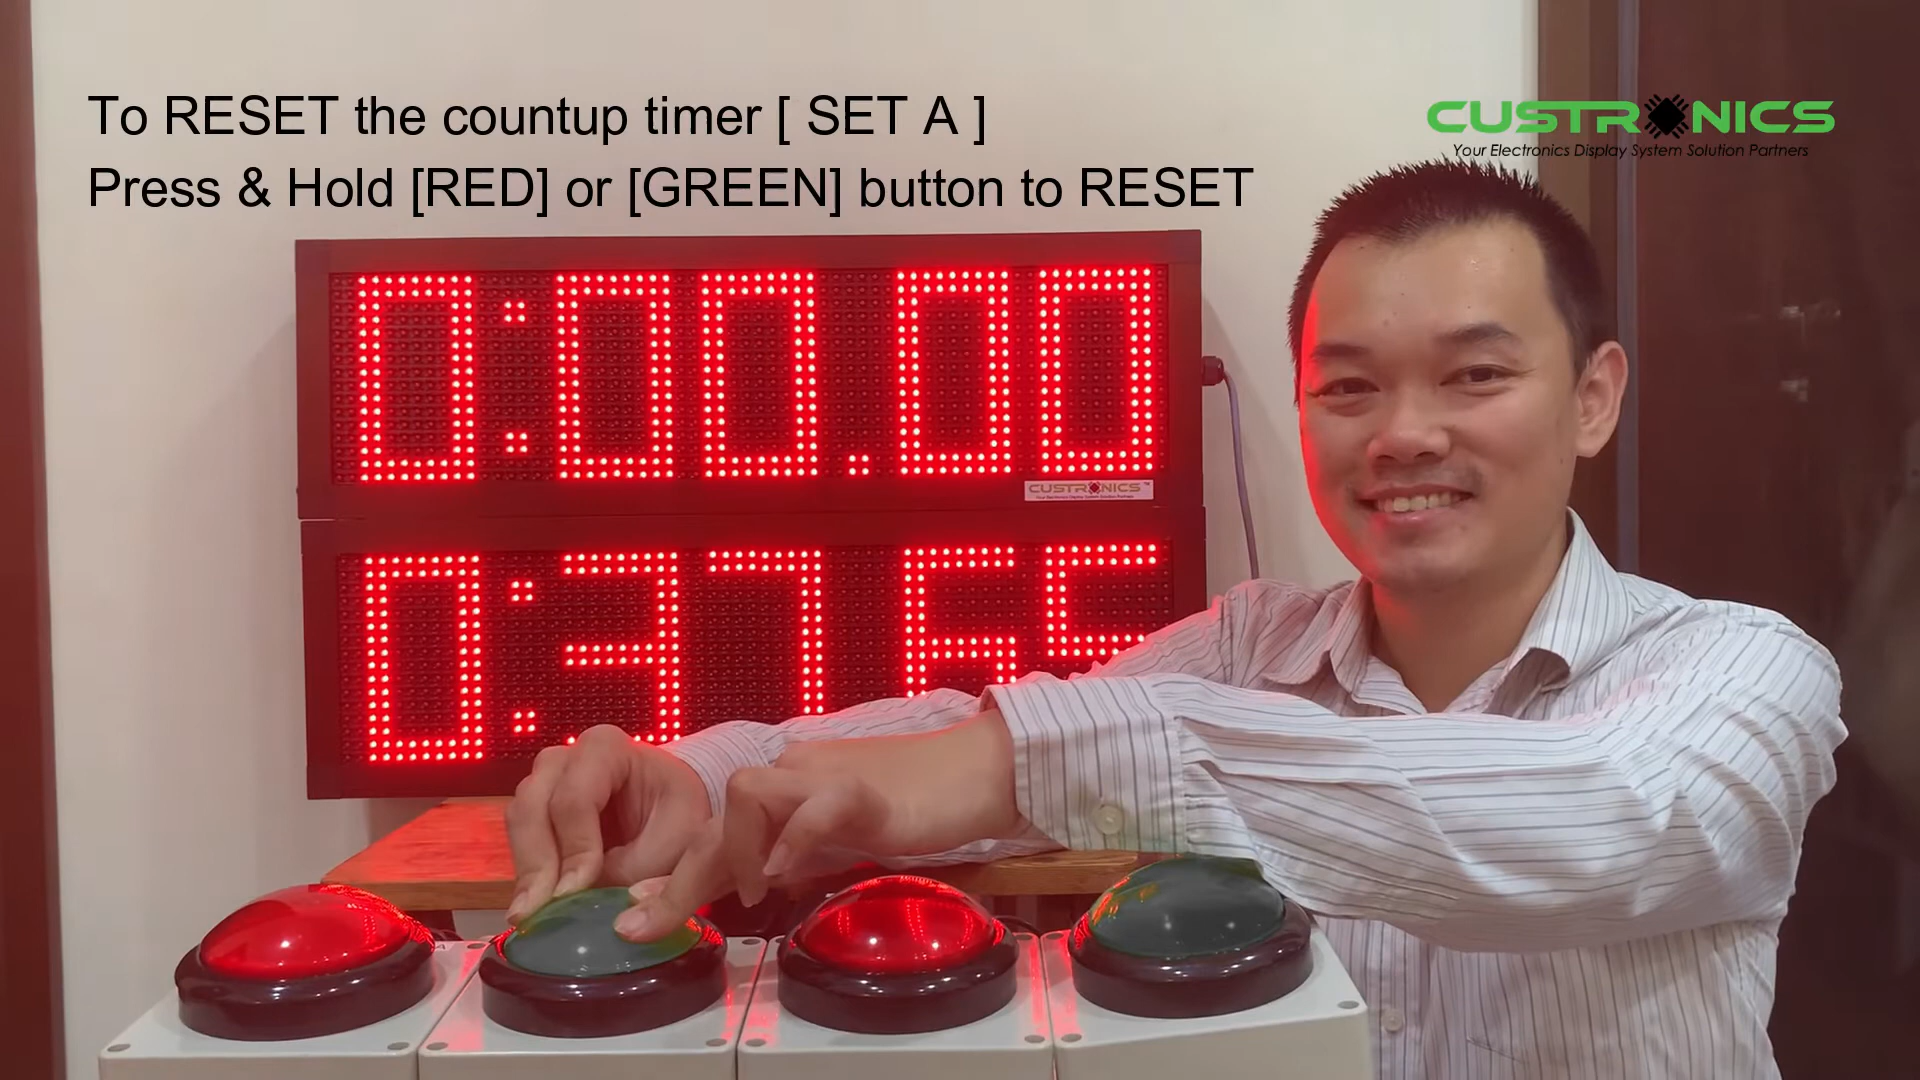 To RESET the countup timer [ SET A ]
Press & Hold [RED] or [GREEN] button to RESET
CUSTRONICS
Your Electronics Display System Solution Partners
0:00.00
CUSTRONICS
0:37.65